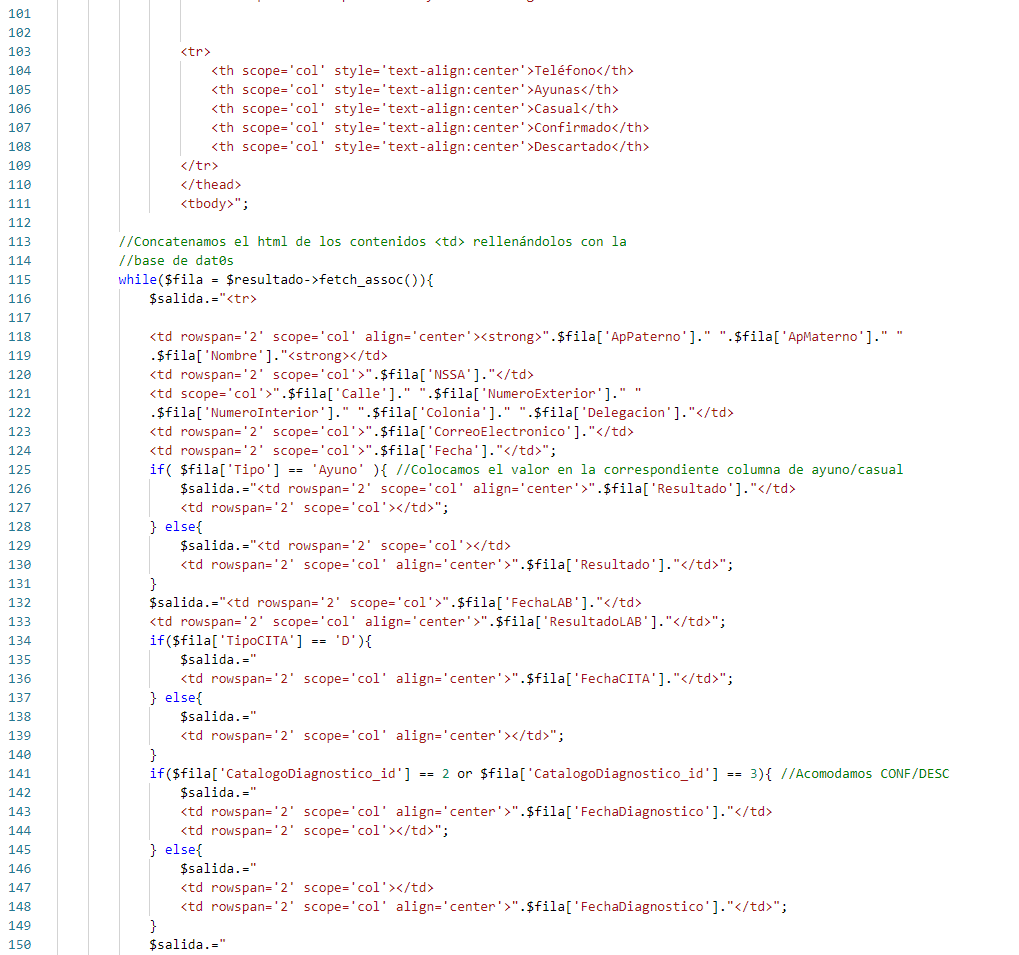 101
102
103 <tr>
104 <th scope='col' style='text-align:center'>Teléfono</th>
105 <th scope='col' style='text-align:center'>Ayunas</th>
106 <th scope='col' style='text-align:center'>Casual</th>
107 <th scope='col' style='text-align:center'>Confirmado</th>
108 <th scope='col' style='text-align:center'>Descartado</th>
109 </tr>
110 </thead>
111 <tbody>";
112
113 //Concatenamos el html de los contenidos <td> rellenándolos con la
114 //base de dat0s
115 while($fila = $resultado->fetch_assoc()){
116 $salida.="<tr>
117
118 <td rowspan='2' scope='col' align='center'><strong>".$fila['ApPaterno']." ".$fila['ApMaterno']." "
119 .$fila['Nombre']."<strong></td>
120 <td rowspan='2' scope='col'>".$fila['NSSA']."</td>
121 <td scope='col'>".$fila['Calle']." ".$fila['NumeroExterior']." "
122 .$fila['NumeroInterior']." ".$fila['Colonia']." ".$fila['Delegacion']."</td>
123 <td rowspan='2' scope='col'>".$fila['CorreoElectronico']."</td>
124 <td rowspan='2' scope='col'>".$fila['Fecha']."</td>";
125 if( $fila['Tipo'] == 'Ayuno' ){ //Colocamos el valor en la correspondiente columna de ayuno/casual
126 $salida.="<td rowspan='2' scope='col' align='center'>".$fila['Resultado']."</td>
127 <td rowspan='2' scope='col'></td>";
128 } else{
129 $salida.="<td rowspan='2' scope='col'></td>
130 <td rowspan='2' scope='col' align='center'>".$fila['Resultado']."</td>";
131 }
132 $salida.="<td rowspan='2' scope='col'>".$fila['FechaLAB']."</td>
133 <td rowspan='2' scope='col' align='center'>".$fila['ResultadoLAB']."</td>";
134 if($fila['TipoCITA'] == 'D'){
135 $salida.="
136 <td rowspan='2' scope='col' align='center'>".$fila['FechaCITA']."</td>";
137 } else{
138 $salida.="
139 <td rowspan='2' scope='col' align='center'></td>";
140 }
141 if($fila['CatalogoDiagnostico_id'] == 2 or $fila['CatalogoDiagnostico_id'] == 3){ //Acomodamos CONF/DESC
142 $salida.="
143 <td rowspan='2' scope='col' align='center'>".$fila['FechaDiagnostico']."</td>
144 <td rowspan='2' scope='col'></td>";
145 } else{
146 $salida.="
147 <td rowspan='2' scope='col'></td>
148 <td rowspan='2' scope='col' align='center'>".$fila['FechaDiagnostico']."</td>";
149 }
150 $salida.="